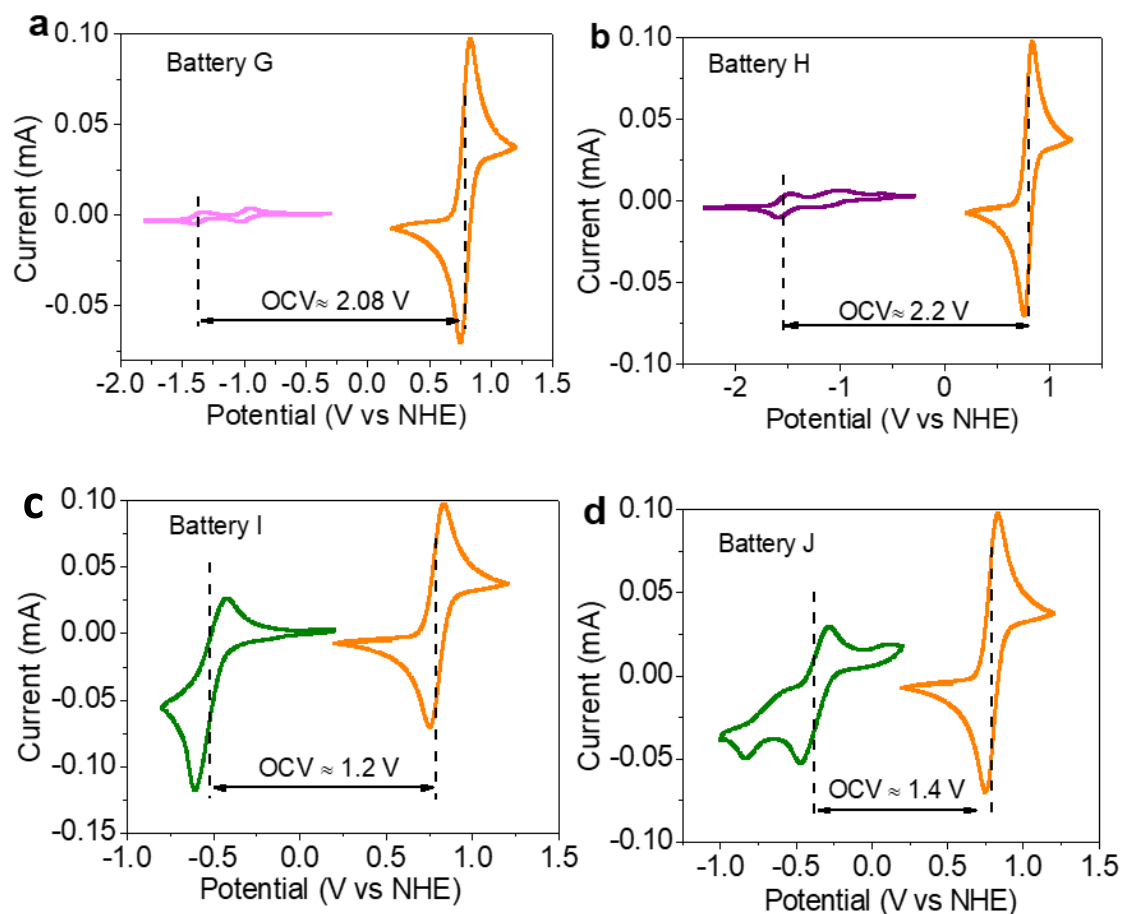 a
Battery G
0.10
0.05
0.00
-0.05
Current (mA)
OCV≈ 2.08 V
-2.0 -1.5 -1.0 -0.5 0.0 0.5 1.0 1.5
Potential (V vs NHE)
b
Battery H
0.10
0.05
0.00
-0.05
-0.10
Current (mA)
OCV≈ 2.2 V
-2 -1 0 1
Potential (V vs NHE)
c
Battery I
0.10
0.05
0.00
-0.05
-0.10
-0.15
Current (mA)
OCV ≈ 1.2 V
-1.0 -0.5 0.0 0.5 1.0 1.5
Potential (V vs NHE)
d
Battery J
0.10
0.05
0.00
-0.05
-0.10
Current (mA)
OCV ≈ 1.4 V
-1.0 -0.5 0.0 0.5 1.0 1.5
Potential (V vs NHE)